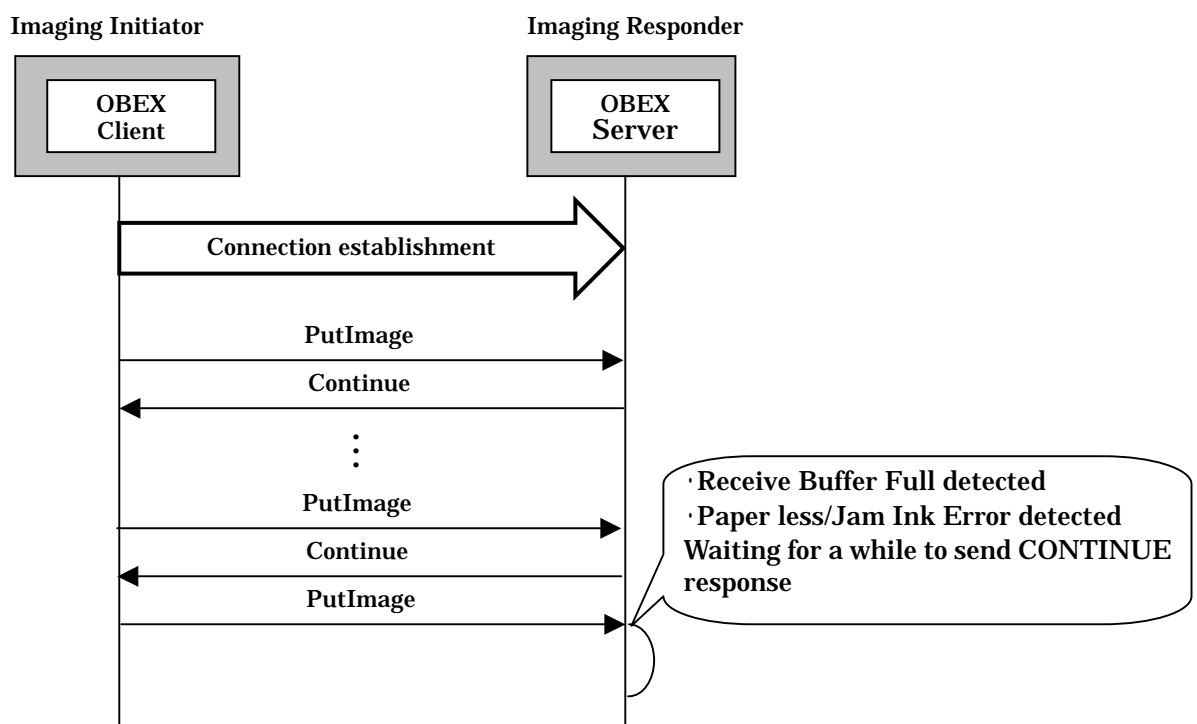 Imaging Initiator
Imaging Responder
OBEX
Client
OBEX
Server
Connection establishment
PutImage
Continue
PutImage
Continue
PutImage
·Receive Buffer Full detected
·Paper less/Jam Ink Error detected
Waiting for a while to send CONTINUE
response